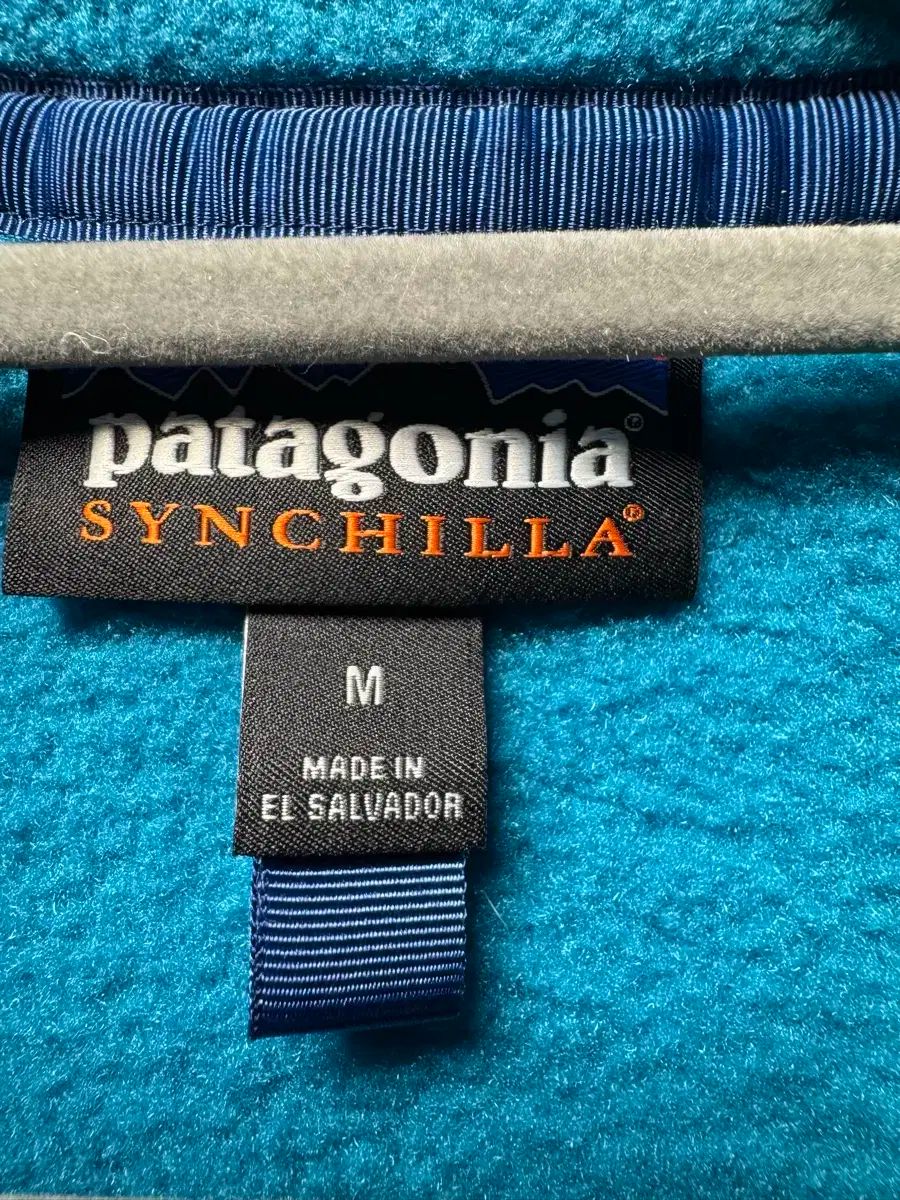 patagonia®
SYNCHILLA®
M
MADE IN
EL SALVADOR